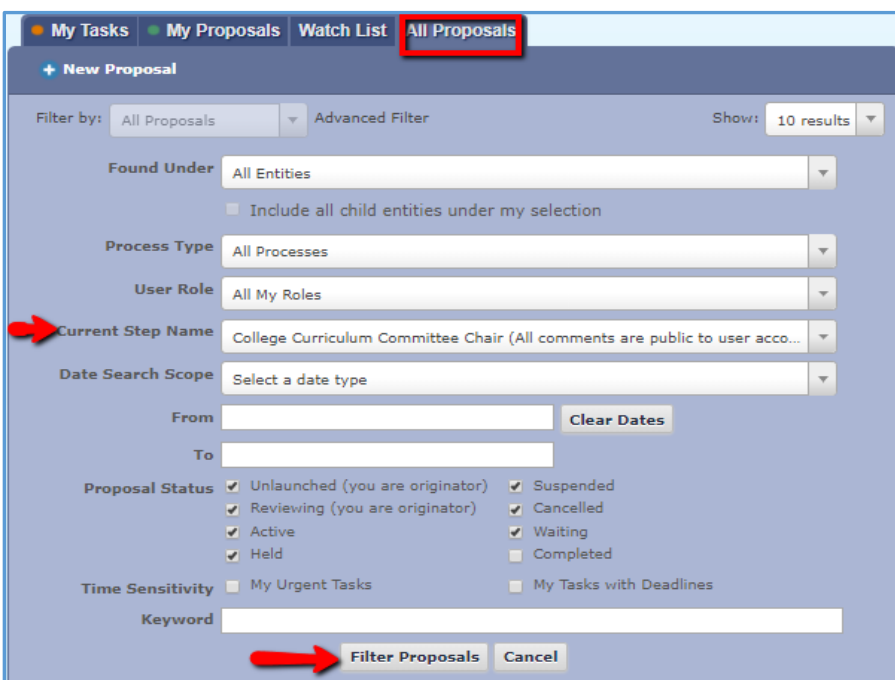 My Tasks My Proposals Watch List All Proposals
+ New Proposal
Filter by: All Proposals Advanced Filter Show: 10 results
Found Under All Entities
Include all child entities under my selection
Process Type All Processes
User Role All My Roles
Current Step Name College Curriculum Committee Chair (All comments are public to user acco...
Date Search Scope Select a date type
From Clear Dates
To
Proposal Status Unlaunched (you are originator) Suspended
Reviewing (you are originator) Cancelled
Active Waiting
Held Completed
Time Sensitivity My Urgent Tasks My Tasks with Deadlines
Keyword
Filter Proposals Cancel